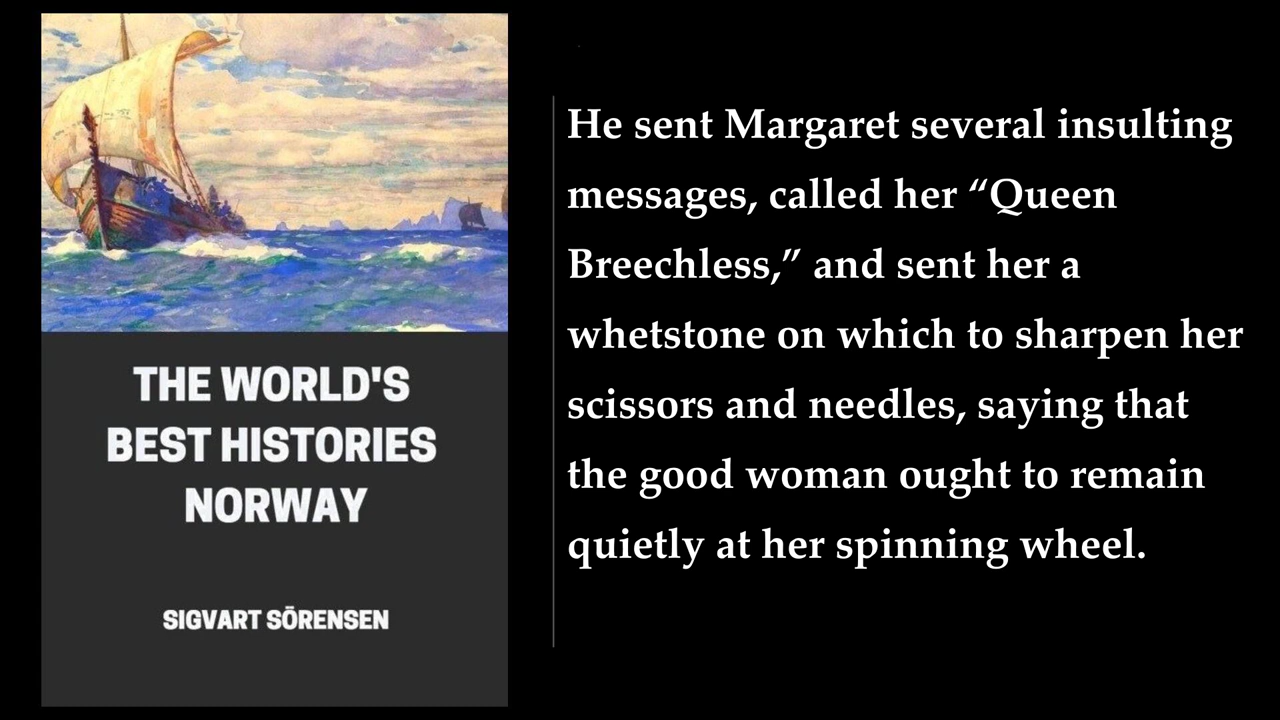 THE WORLD'S
BEST HISTORIES
NORWAY
SIGVART SÖRENSEN
He sent Margaret several insulting
messages, called her “Queen
Breechless,” and sent her a
whetstone on which to sharpen her
scissors and needles, saying that
the good woman ought to remain
quietly at her spinning wheel.